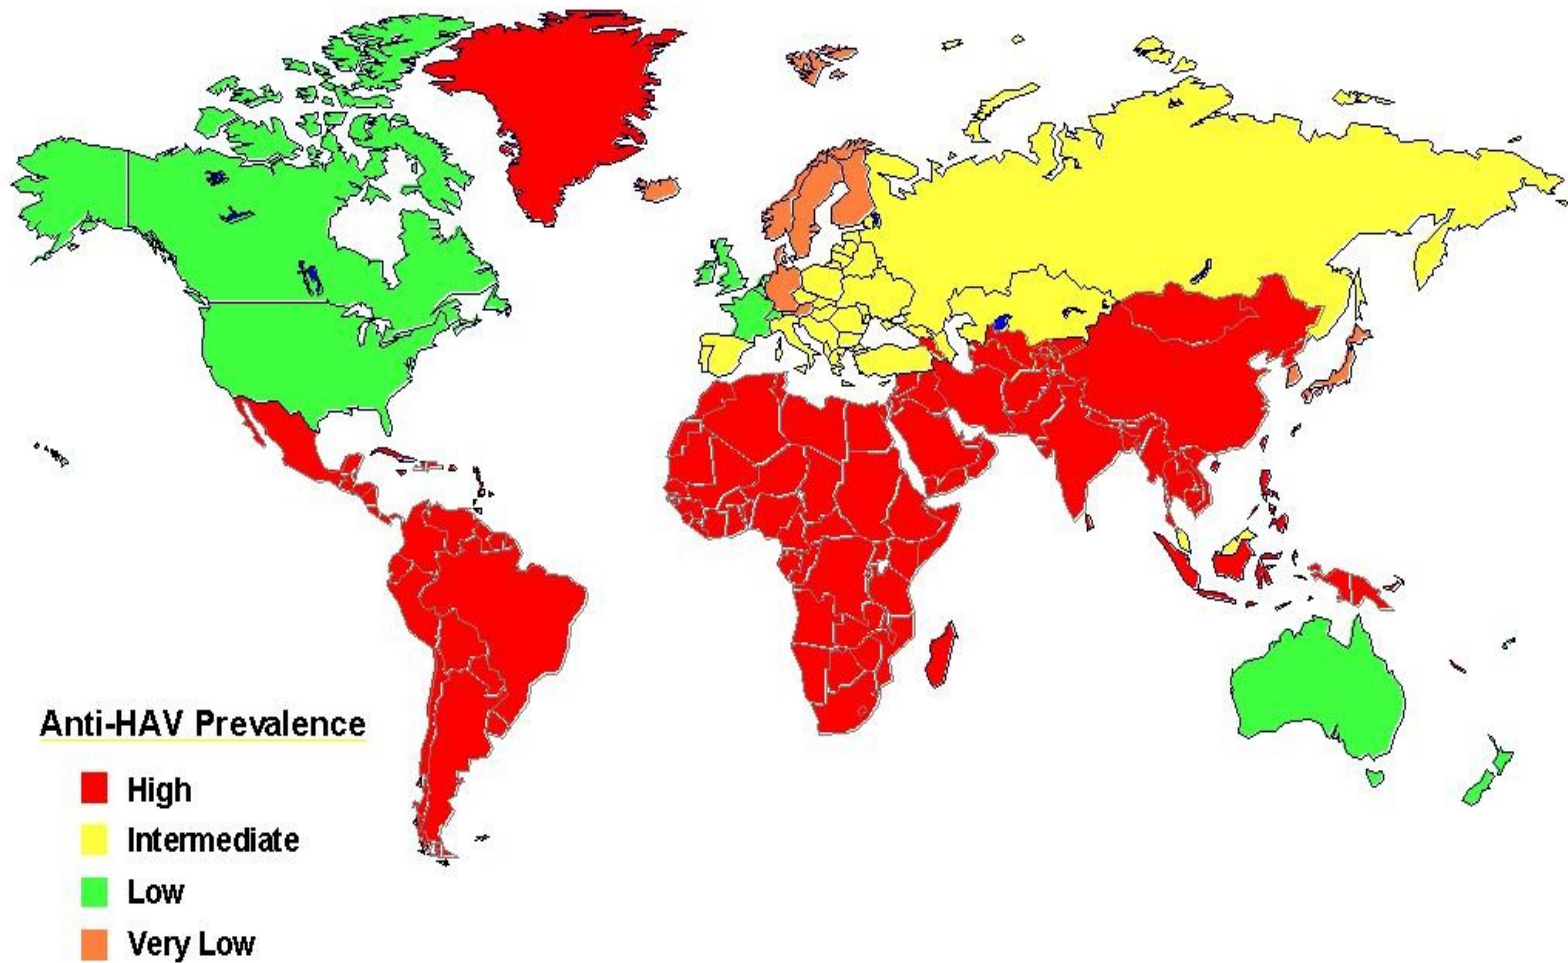 Anti-HAV Prevalence
High
Intermediate
Low
Very Low